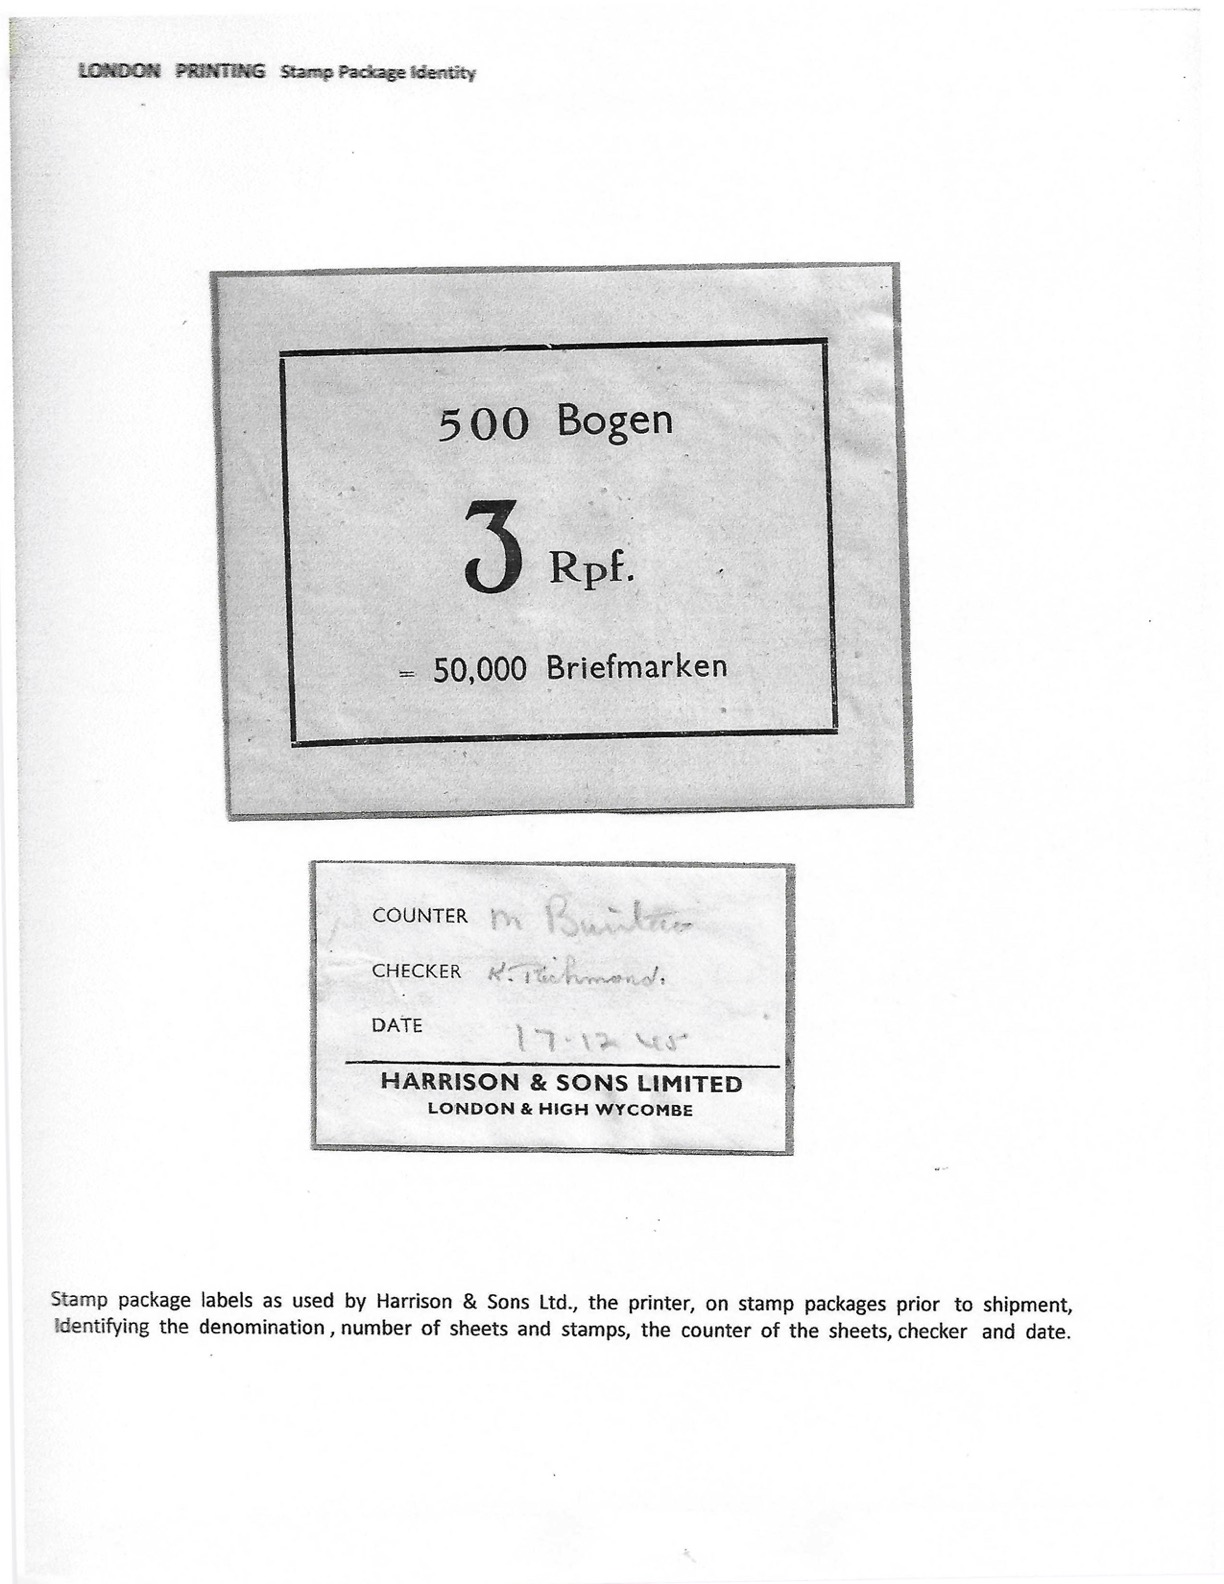 LONDON PRINTING Stamp Package Identity
500 Bogen
3 Rpf.
= 50,000 Briefmarken
COUNTER M
CHECKER K. Richmond.
DATE 17-12 45
HARRISON & SONS LIMITED
LONDON & HIGH WYCOMBE
Stamp package labels as used by Harrison & Sons Ltd., the printer, on stamp packages prior to shipment,
Identifying the denomination, number of sheets and stamps, the counter of the sheets, checker and date.